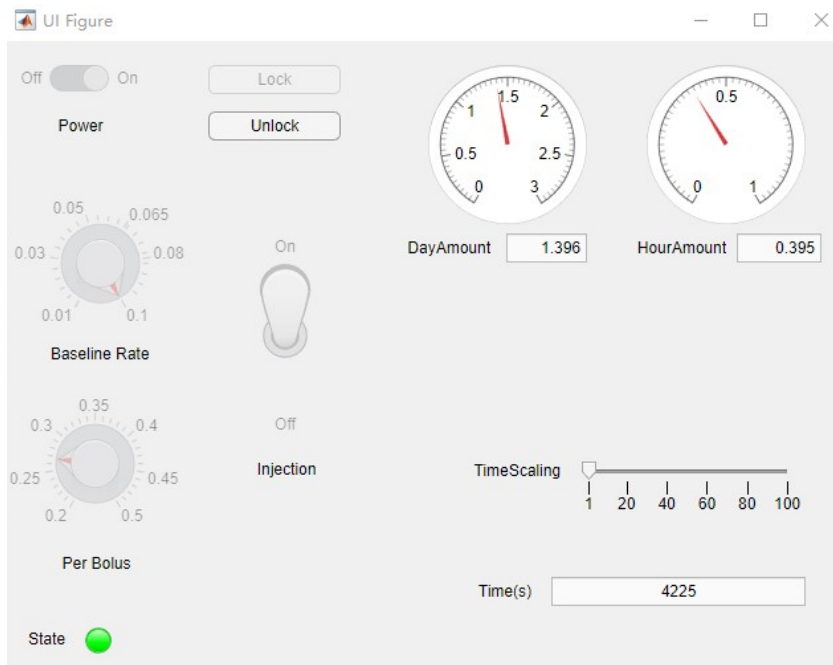 UI Figure
Off On
Lock
Power
Unlock
0.01 0.03 0.05 0.065 0.08 0.1
Baseline Rate
On
Off
Injection
0.2 0.25 0.3 0.35 0.4 0.45 0.5
Per Bolus
State
0 0.5 1 1.5 2 2.5 3
DayAmount 1.396
0 0.5 1
HourAmount 0.395
TimeScaling
1 20 40 60 80 100
Time(s) 4225